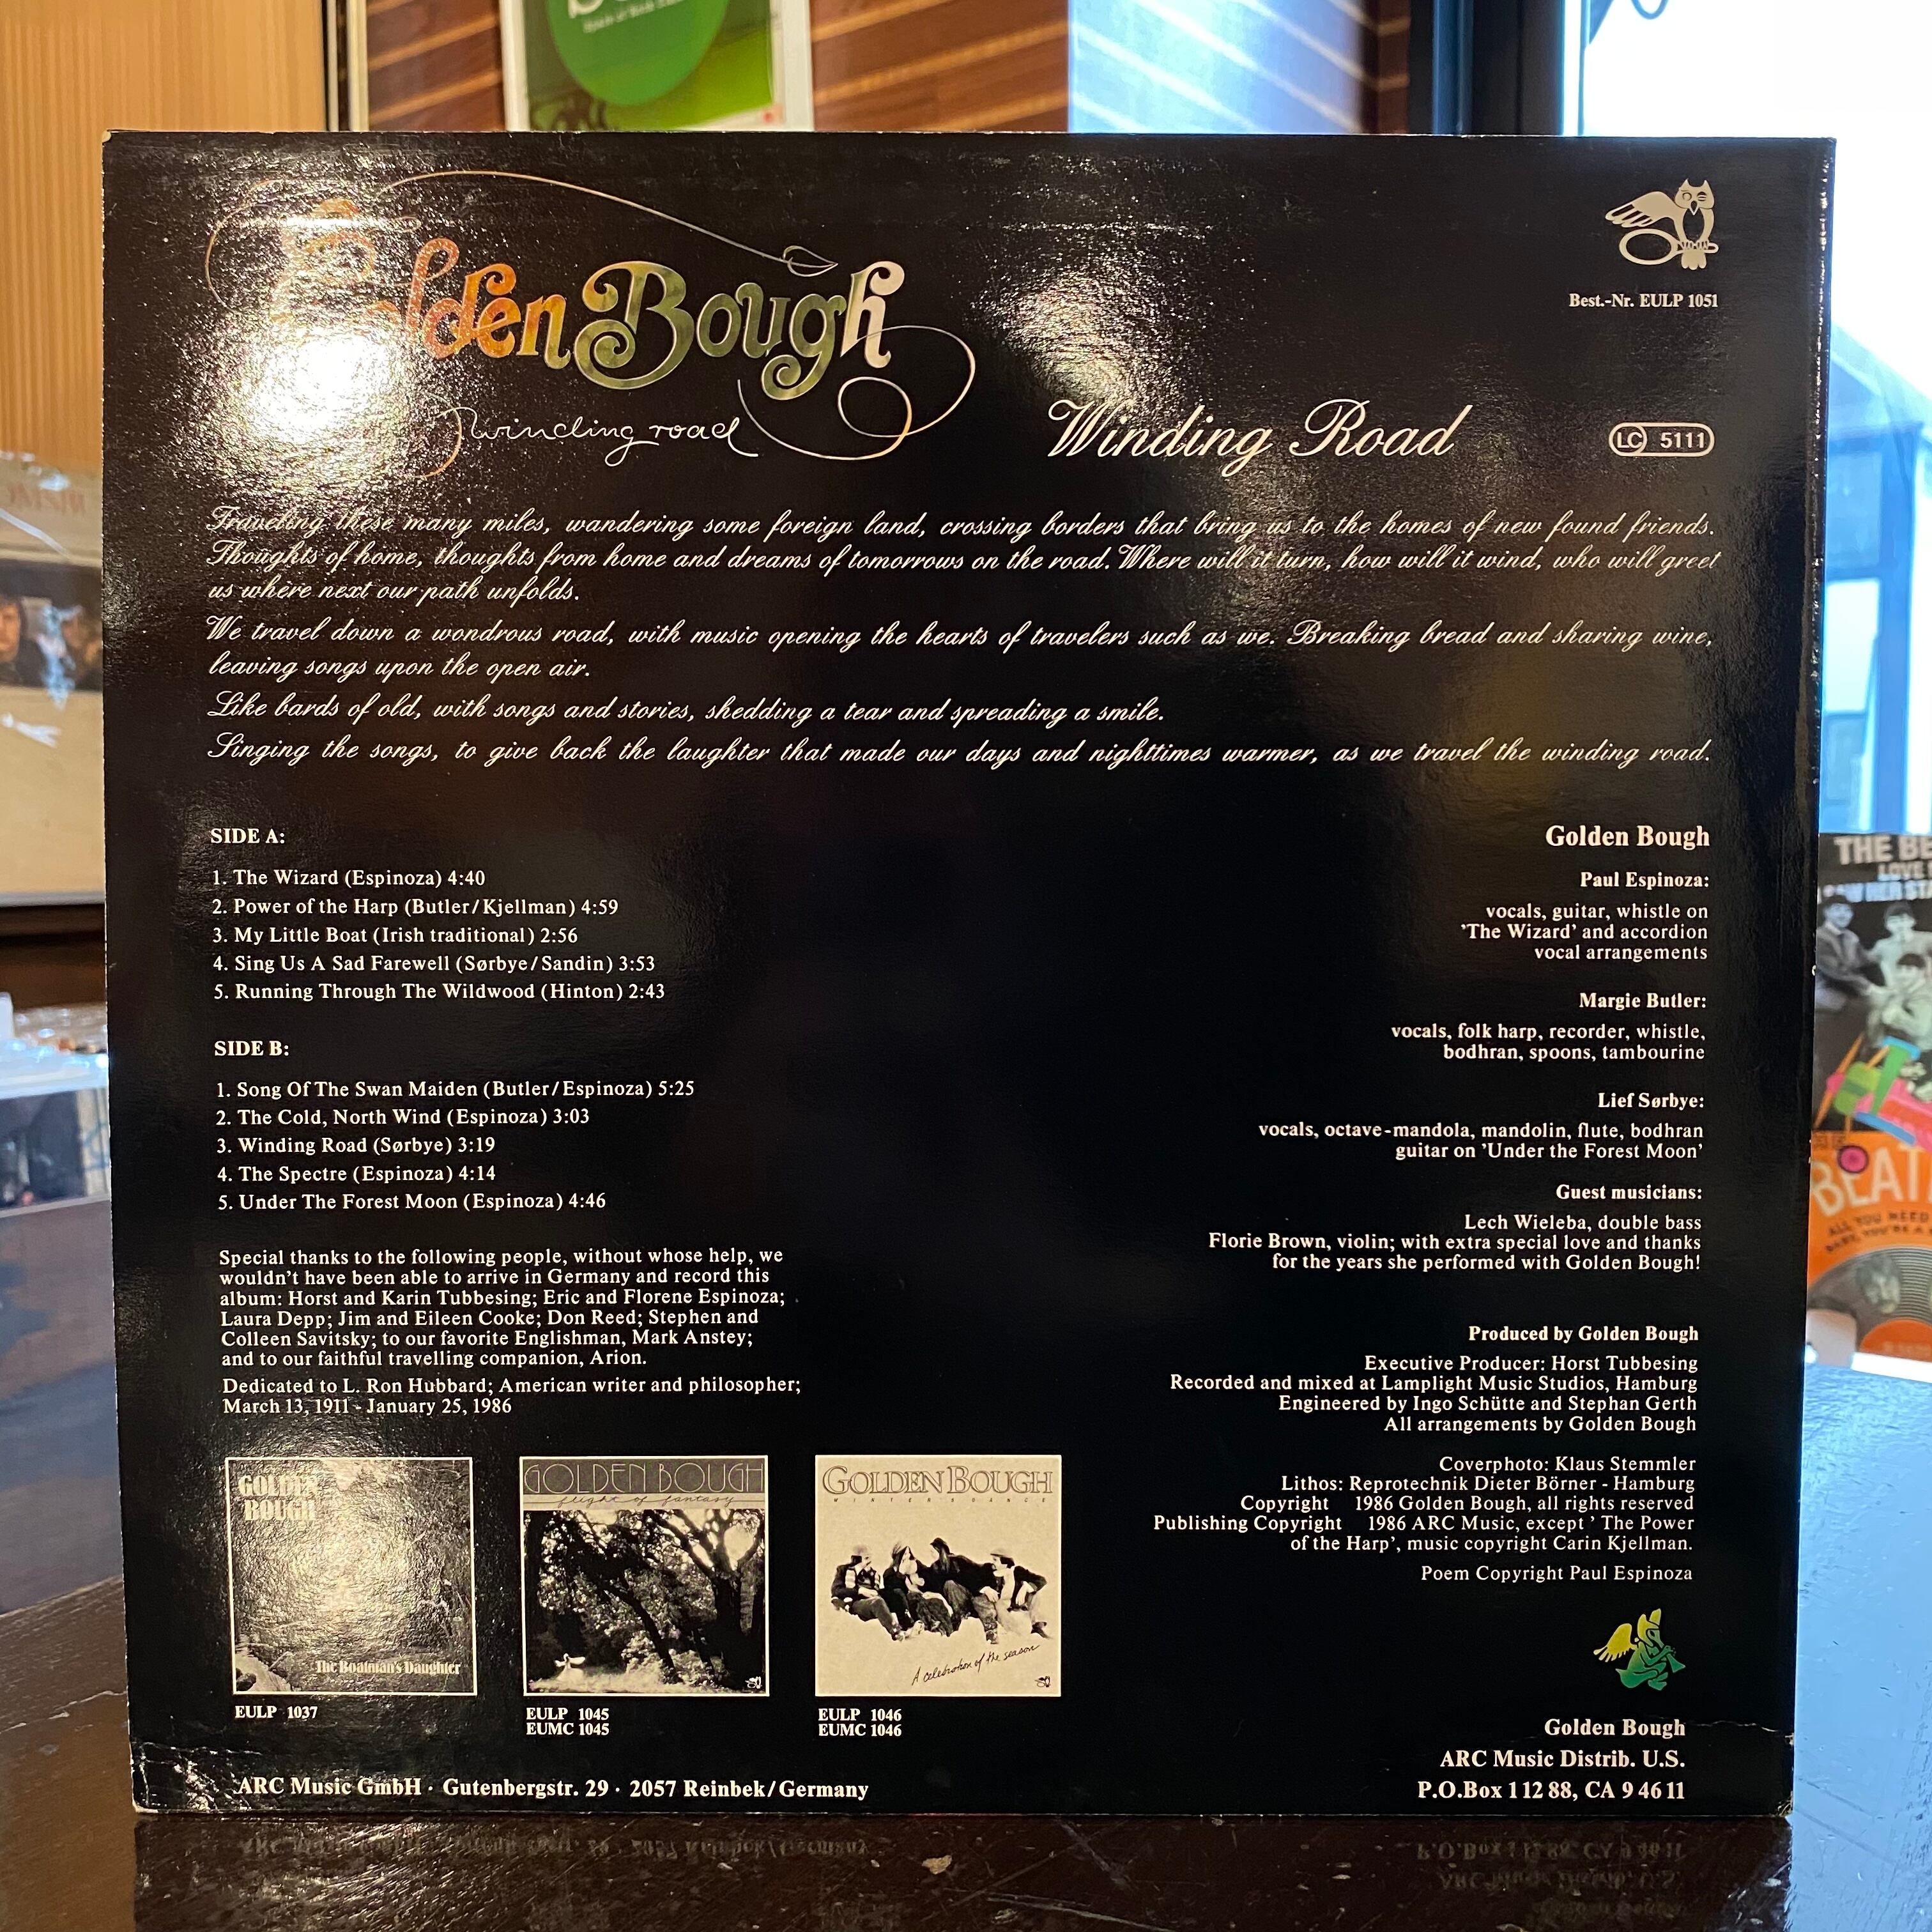 Golden Bough
winding road
Best.-Nr. EULP 1051
Winding Road
LC 5111
Traveling these many miles, wandering some foreign land, crossing borders that bring us to the homes of new found friends.
Thoughts of home, thoughts from home and dreams of tomorrows on the road. Where will it turn, how will it wind, who will greet
us where next our path unfolds.
We travel down a wondrous road, with music opening the hearts of travelers such as we. Breaking bread and sharing wine,
leaving songs upon the open air.
Like bards of old, with songs and stories, shedding a tear and spreading a smile.
Singing the songs, to give back the laughter that made our days and nighttimes warmer, as we travel the winding road.
SIDE A:
1. The Wizard (Espinoza) 4:40
2. Power of the Harp (Butler/Kjellman) 4:59
3. My Little Boat (Irish traditional) 2:56
4. Sing Us A Sad Farewell (Sørbye/Sandin) 3:53
5. Running Through The Wildwood (Hinton) 2:43
SIDE B:
1. Song Of The Swan Maiden (Butler/Espinoza) 5:25
2. The Cold, North Wind (Espinoza) 3:03
3. Winding Road (Sørbye) 3:19
4. The Spectre (Espinoza) 4:14
5. Under The Forest Moon (Espinoza) 4:46
Special thanks to the following people, without whose help, we
wouldn't have been able to arrive in Germany and record this
album: Horst and Karin Tubbesing; Eric and Florene Espinoza;
Laura Depp; Jim and Eileen Cooke; Don Reed; Stephen and
Colleen Savitsky; to our favorite Englishman, Mark Anstey;
and to our faithful travelling companion, Arion.
Dedicated to L. Ron Hubbard; American writer and philosopher;
March 13, 1911 - January 25, 1986
Golden Bough
Paul Espinoza:
vocals, guitar, whistle on
'The Wizard' and accordion
vocal arrangements
Margie Butler:
vocals, folk harp, recorder, whistle,
bodhran, spoons, tambourine
Lief Sørbye:
vocals, octave-mandola, mandolin, flute, bodhran
guitar on 'Under the Forest Moon'
Guest musicians:
Lech Wieleba, double bass
Florie Brown, violin; with extra special love and thanks
for the years she performed with Golden Bough!
Produced by Golden Bough
Executive Producer: Horst Tubbesing
Recorded and mixed at Lamplight Music Studios, Hamburg
Engineered by Ingo Schütte and Stephan Gerth
All arrangements by Golden Bough
Coverphoto: Klaus Stemmler
Lithos: Reprotechnik Dieter Börner - Hamburg
Copyright 1986 Golden Bough, all rights reserved
Publishing Copyright 1986 ARC Music, except ' The Power
of the Harp', music copyright Carin Kjellman.
Poem Copyright Paul Espinoza
GOLDEN
BOUGH
The Boatman's Daughter
EULP 1037
GOLDEN BOUGH
flight of fantasy
EULP 1045
EUMC 1045
GOLDEN BOUGH
WINTERS DANCE
A celebration of the season
EULP 1046
EUMC 1046
Golden Bough
ARC Music Distrib. U.S.
P.O.Box 1 12 88, CA 9 46 11
ARC Music GmbH · Gutenbergstr. 29 · 2057 Reinbek/Germany
THE BE
LOVE
BEAT
ALL YOU NEED